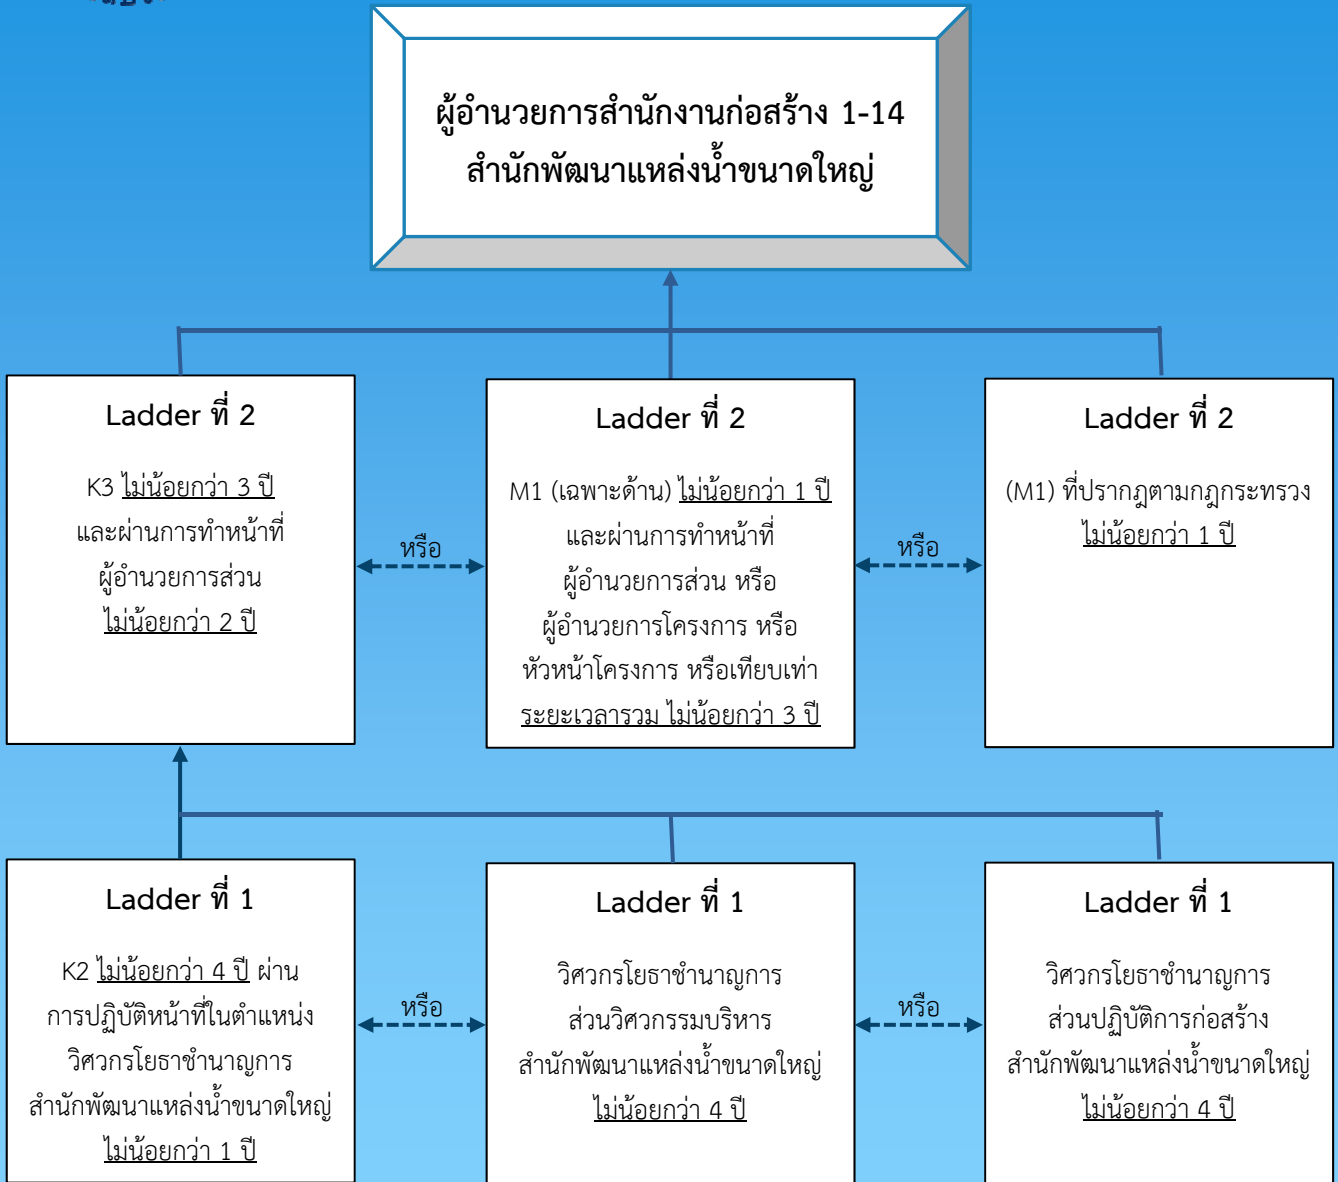 ผู้อำนวยการสำนักงานก่อสร้าง 1-14
สำนักพัฒนาแหล่งน้ำขนาดใหญ่
Ladder ที่ 2
K3 ไม่น้อยกว่า 3 ปี
และผ่านการทำหน้าที่
ผู้อำนวยการส่วน
ไม่น้อยกว่า 2 ปี
หรือ
Ladder ที่ 2
M1 (เฉพาะด้าน) ไม่น้อยกว่า 1 ปี
และผ่านการทำหน้าที่
ผู้อำนวยการส่วน หรือ
ผู้อำนวยการโครงการ หรือ
หัวหน้าโครงการ หรือเทียบเท่า
ระยะเวลารวม ไม่น้อยกว่า 3 ปี
หรือ
Ladder ที่ 2
(M1) ที่ปรากฎตามกฎกระทรวง
ไม่น้อยกว่า 1 ปี
Ladder ที่ 1
K2 ไม่น้อยกว่า 4 ปี ผ่าน
การปฏิบัติหน้าที่ในตำแหน่ง
วิศวกรโยธาชำนาญการ
สำนักพัฒนาแหล่งน้ำขนาดใหญ่
ไม่น้อยกว่า 1 ปี
หรือ
Ladder ที่ 1
วิศวกรโยธาชำนาญการ
ส่วนวิศวกรรมบริหาร
สำนักพัฒนาแหล่งน้ำขนาดใหญ่
ไม่น้อยกว่า 4 ปี
หรือ
Ladder ที่ 1
วิศวกรโยธาชำนาญการ
ส่วนปฏิบัติการก่อสร้าง
สำนักพัฒนาแหล่งน้ำขนาดใหญ่
ไม่น้อยกว่า 4 ปี